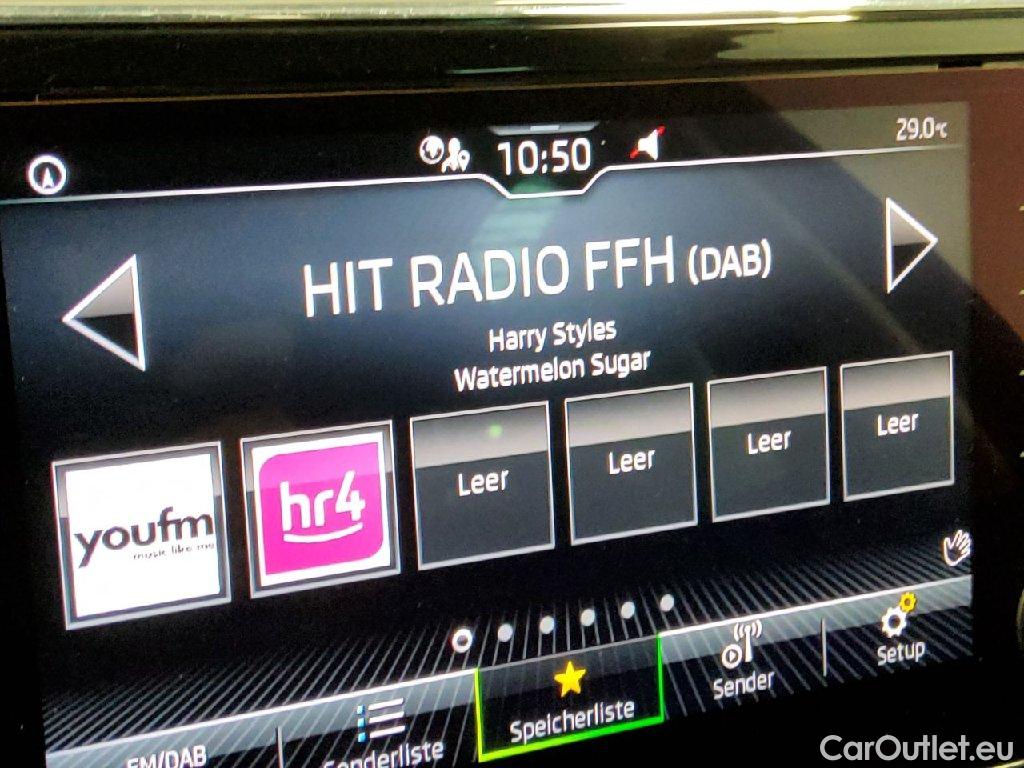 10:50
29.0°C
HIT RADIO FFH (DAB)
Harry Styles
Watermelon Sugar
youfm
music like me
hr4
Leer
Leer
Leer
Leer
FM/DAB
Senderliste
Speicherliste
Sender
Setup
CarOutlet.eu